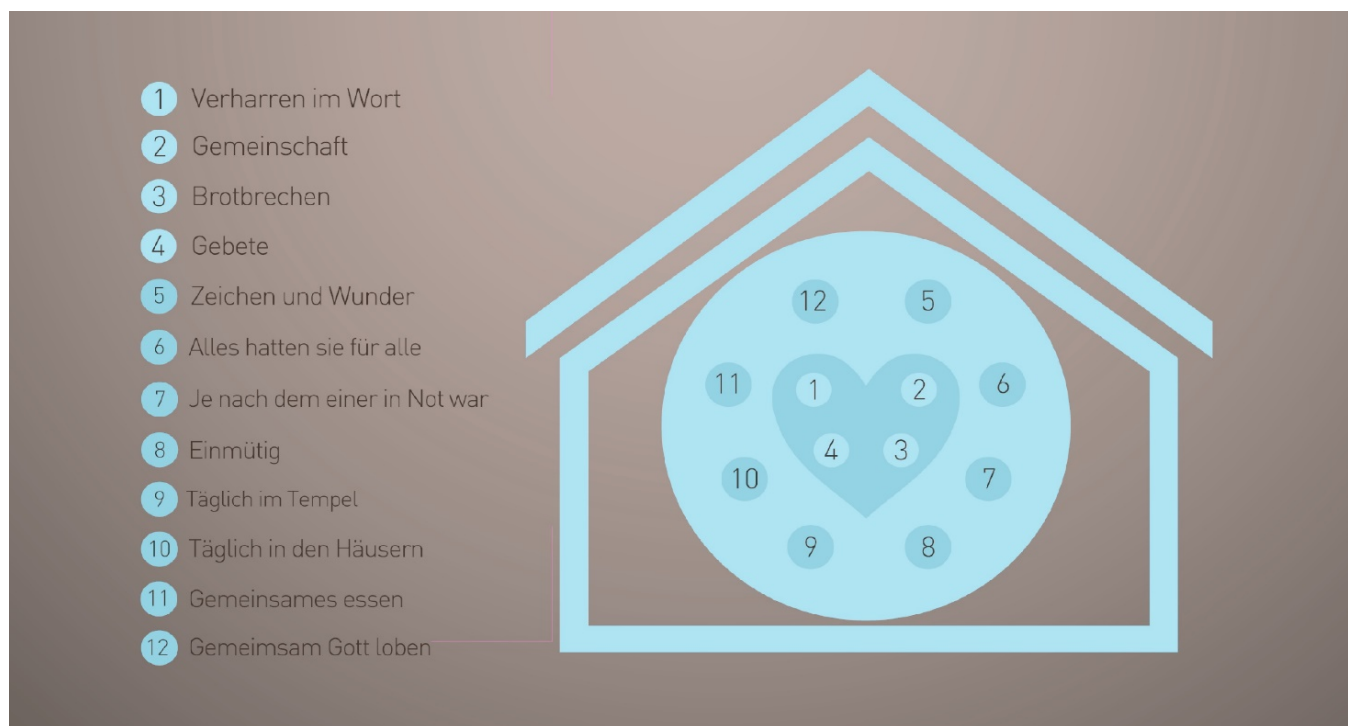 1 Verharren im Wort
2 Gemeinschaft
3 Brotbrechen
4 Gebete
5 Zeichen und Wunder
6 Alles hatten sie für alle
7 Je nach dem einer in Not war
8 Einmütig
9 Täglich im Tempel
10 Täglich in den Häusern
11 Gemeinsames essen
12 Gemeimsam Gott loben
12 5
11 1 2 6
4 3
10 7
9 8